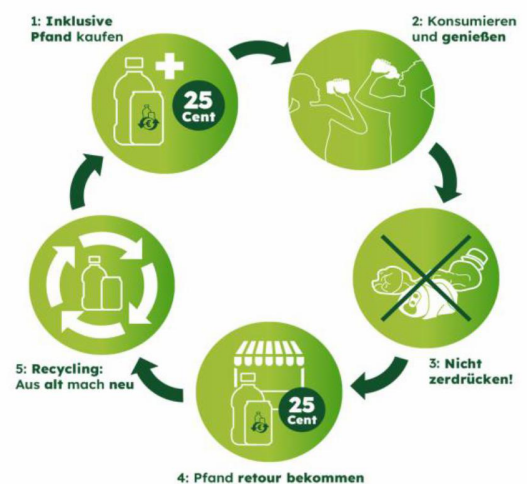 1: Inklusive
Pfand kaufen
25
Cent
2: Konsumieren
und genießen
3: Nicht
zerdrücken!
25
Cent
4: Pfand retour bekommen
5: Recycling:
Aus alt mach neu